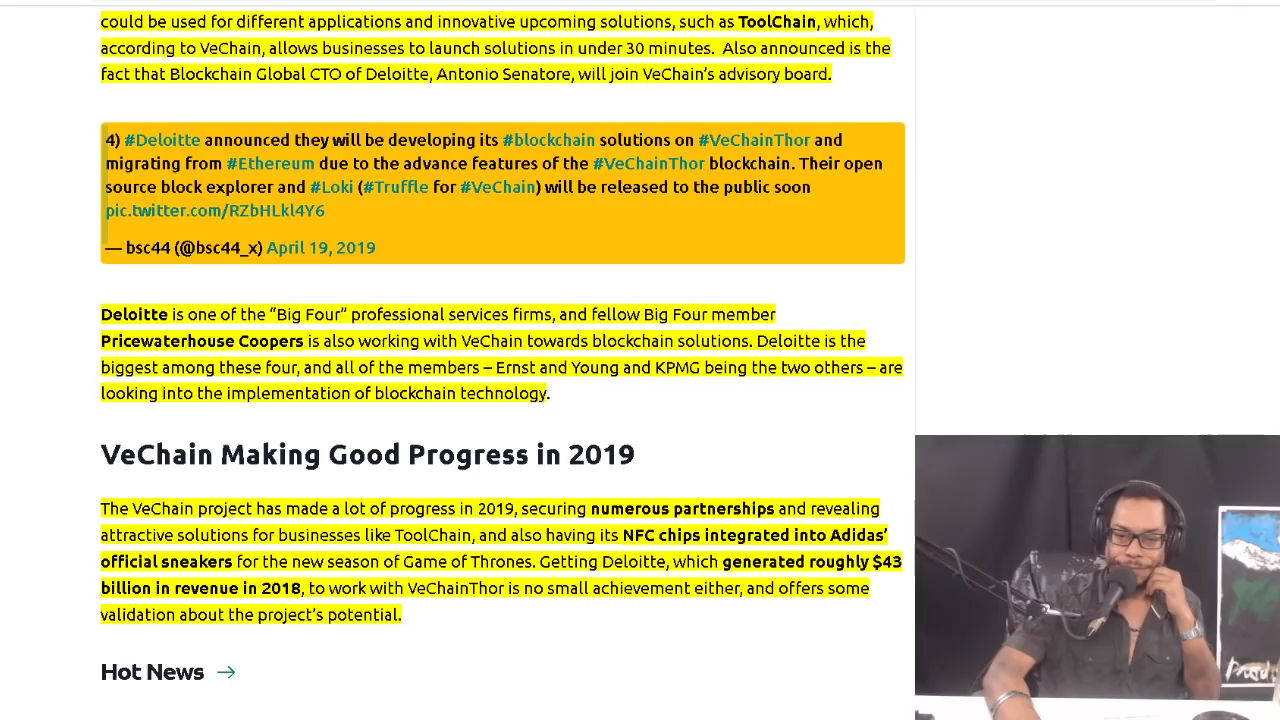 could be used for different applications and innovative upcoming solutions, such as ToolChain, which,
according to VeChain, allows businesses to launch solutions in under 30 minutes.  Also announced is the
fact that Blockchain Global CTO of Deloitte, Antonio Senatore, will join VeChain’s advisory board.
4) #Deloitte announced they will be developing its #blockchain solutions on #VeChainThor and
migrating from #Ethereum due to the advance features of the #VeChainThor blockchain. Their open
source block explorer and #Loki (#Truffle for #VeChain) will be released to the public soon
pic.twitter.com/RZbHLkl4Y6
— bsc44 (@bsc44_x) April 19, 2019
Deloitte is one of the “Big Four” professional services firms, and fellow Big Four member
Pricewaterhouse Coopers is also working with VeChain towards blockchain solutions. Deloitte is the
biggest among these four, and all of the members – Ernst and Young and KPMG being the two others – are
looking into the implementation of blockchain technology.
VeChain Making Good Progress in 2019
The VeChain project has made a lot of progress in 2019, securing numerous partnerships and revealing
attractive solutions for businesses like ToolChain, and also having its NFC chips integrated into Adidas’
official sneakers for the new season of Game of Thrones. Getting Deloitte, which generated roughly $43
billion in revenue in 2018, to work with VeChainThor is no small achievement either, and offers some
validation about the project’s potential.
Hot News →